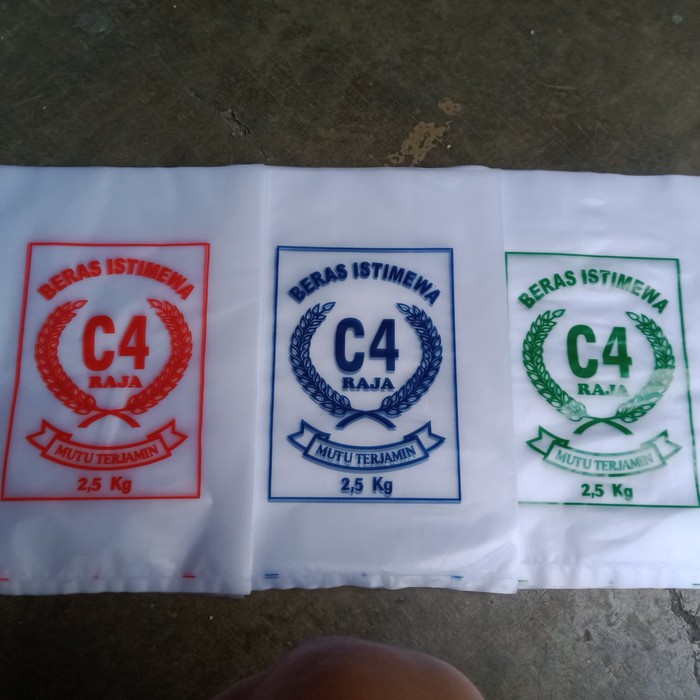 BERAS ISTIMEWA
C4
RAJA
MUTU TERJAMIN
2,5 Kg
BERAS ISTIMEWA
C4
RAJA
MUTU TERJAMIN
2,5 Kg
BERAS ISTIMEWA
C4
RAJA
MUTU TERJAMIN
2,5 Kg